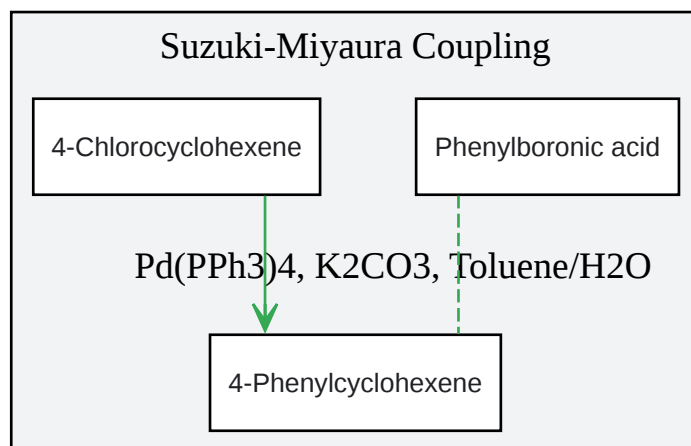 Suzuki-Miyaura Coupling
4-Chlorocyclohexene
Phenylboronic acid
Pd(PPh3)4, K2CO3, Toluene/H2O
4-Phenylcyclohexene